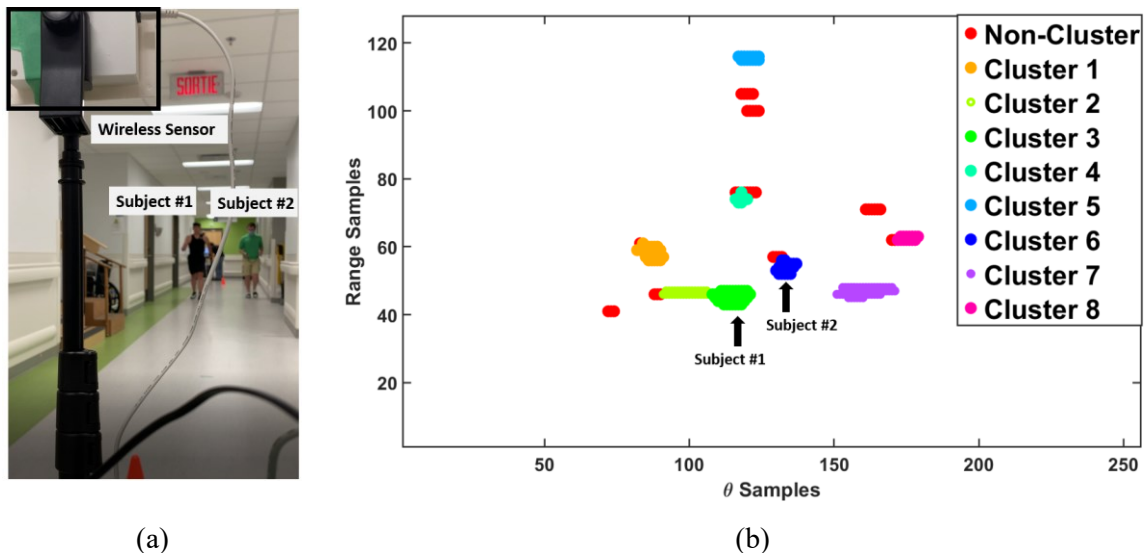 SORTIE
Wireless Sensor
Subject #1
Subject #2
(a)
Range Samples
120
100
80
60
40
20
50
100
150
200
250
θ Samples
Subject #1
Subject #2
Non-Cluster
Cluster 1
Cluster 2
Cluster 3
Cluster 4
Cluster 5
Cluster 6
Cluster 7
Cluster 8
(b)